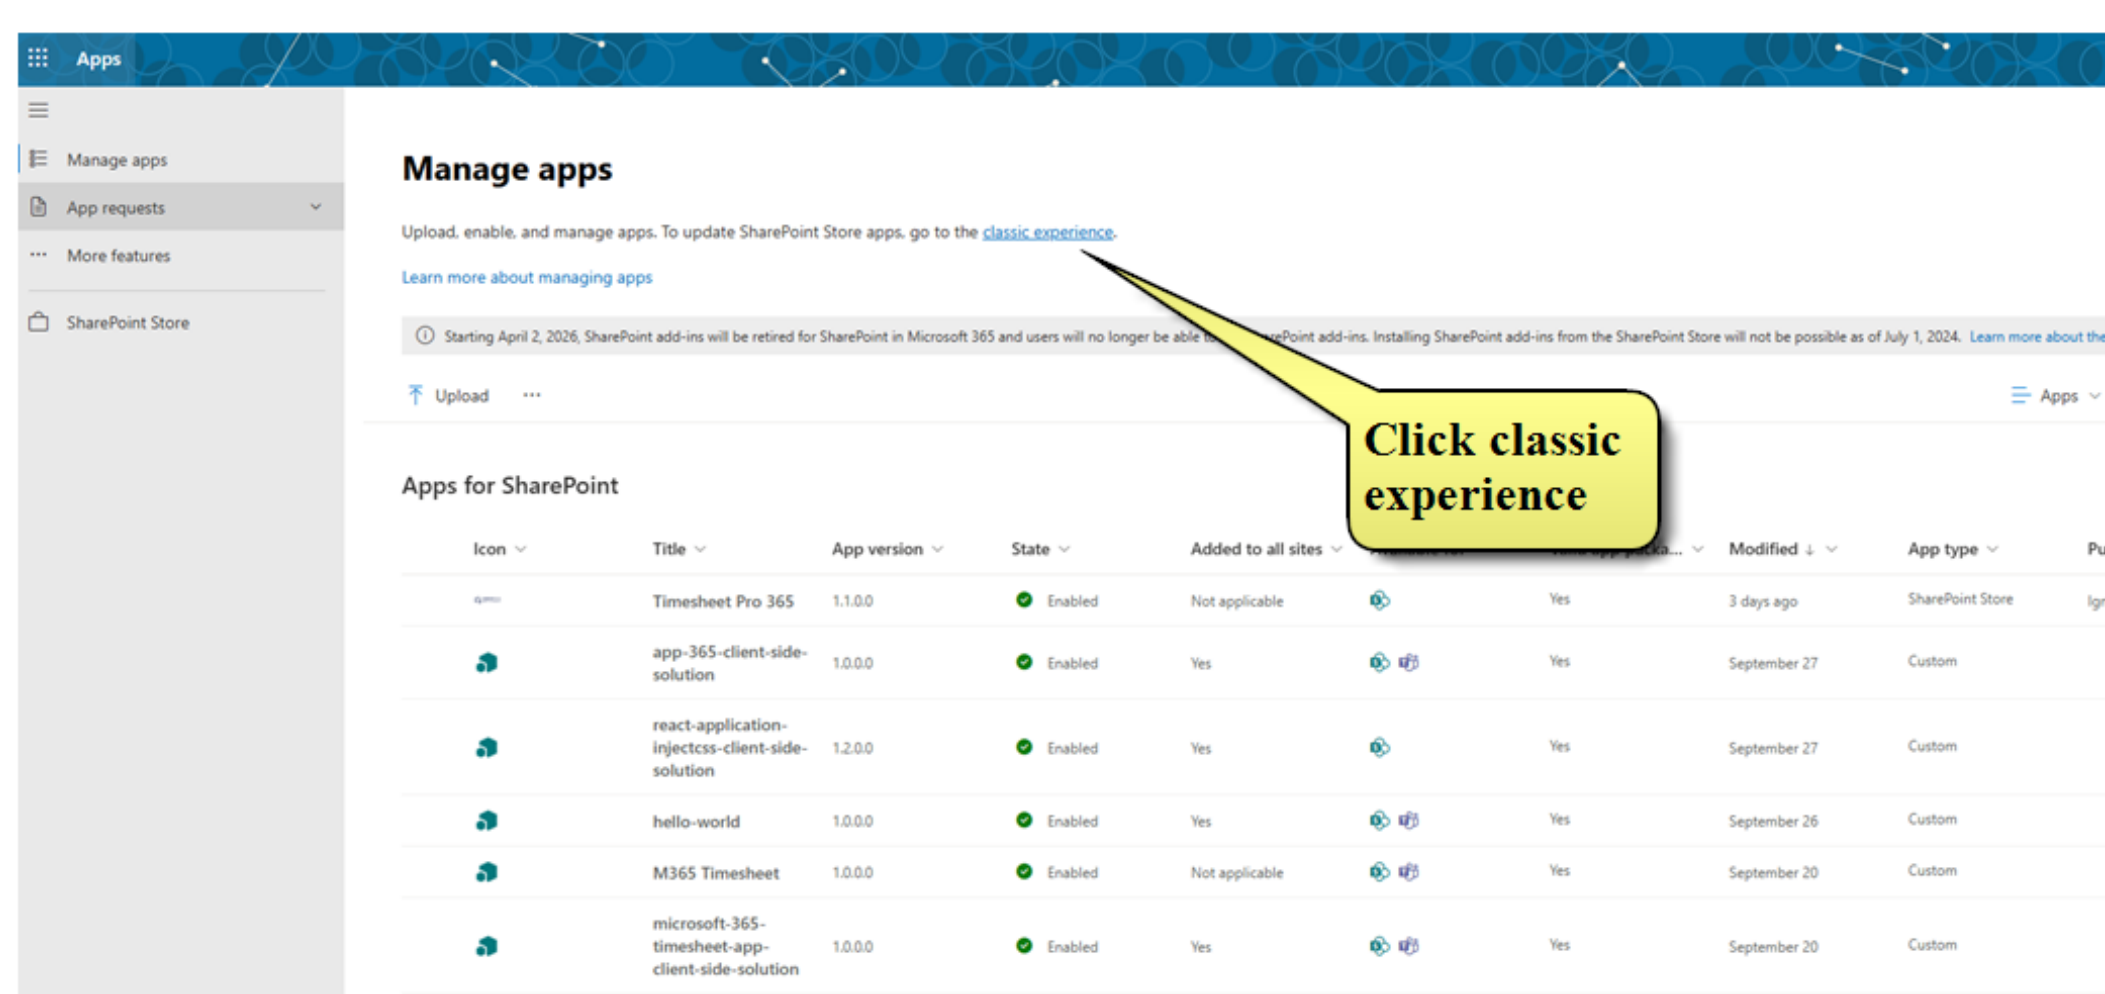 Apps
Manage apps
App requests
More features
SharePoint Store
Manage apps
Upload, enable, and manage apps. To update SharePoint Store apps, go to the classic experience.
Learn more about managing apps
Starting April 2, 2026, SharePoint add-ins will be retired for SharePoint in Microsoft 365 and users will no longer be able SharePoint add-ins. Installing SharePoint add-ins from the SharePoint Store will not be possible as of July 1, 2024. Learn more about the
Upload ...
Apps
Click classic
experience
Apps for SharePoint
Icon Title App version State Added to all sites Modified App type Pu
Timesheet Pro 365 1.1.0.0 Enabled Not applicable Yes 3 days ago SharePoint Store
app-365-client-side-
solution 1.0.0.0 Enabled Yes Yes September 27 Custom
react-application-
injectcss-client-side- 1.2.0.0 Enabled Yes Yes September 27 Custom
solution
hello-world 1.0.0.0 Enabled Yes Yes September 26 Custom
M365 Timesheet 1.0.0.0 Enabled Not applicable Yes September 20 Custom
microsoft-365-
timesheet-app- 1.0.0.0 Enabled Yes Yes September 20 Custom
client-side-solution